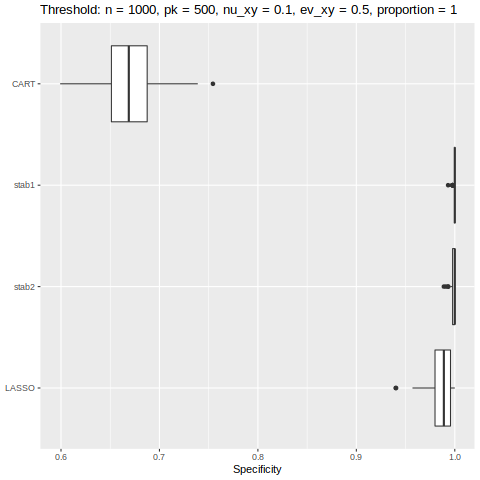 Threshold: n = 1000, pk = 500, nu_xy = 0.1, ev_xy = 0.5, proportion = 1
CART
stab1
stab2
LASSO
0.6 0.7 0.8 0.9 1.0
Specificity